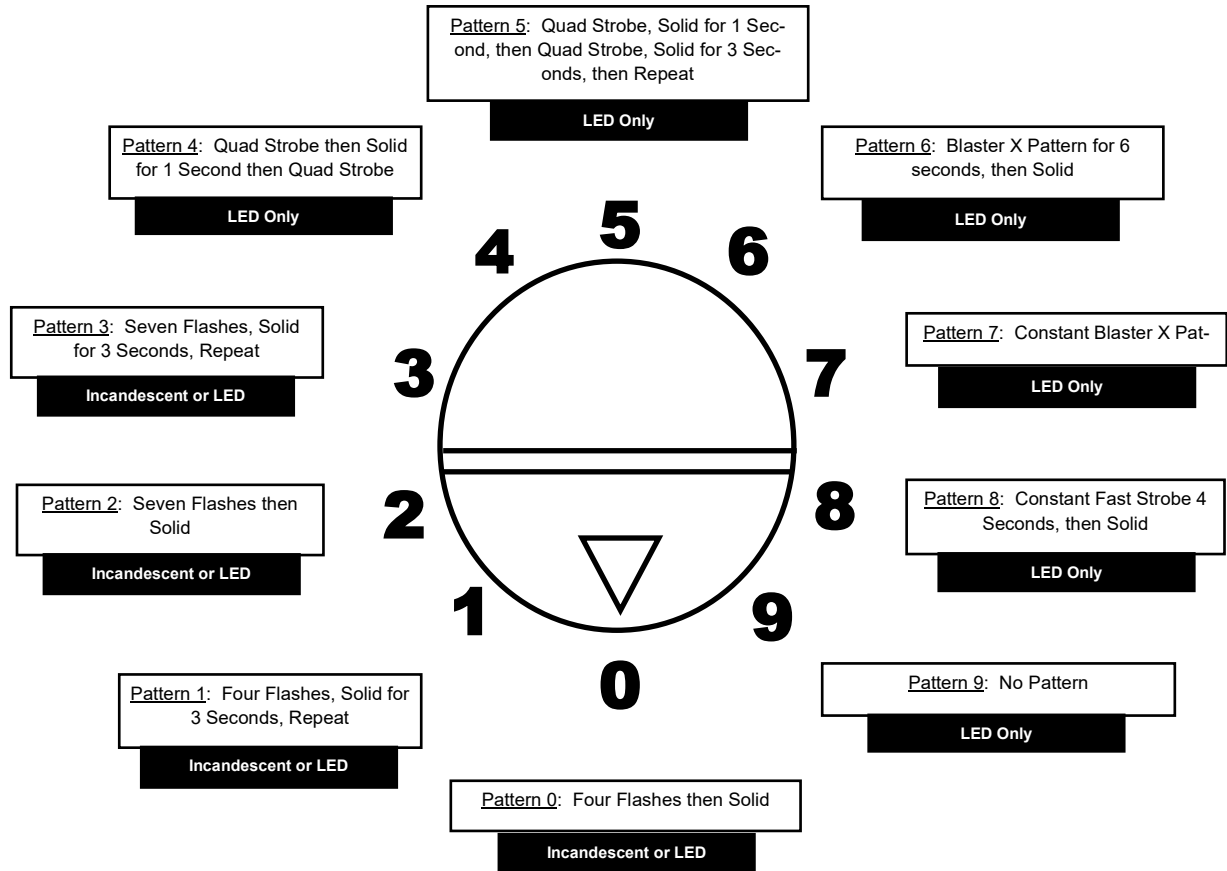 Pattern 5:  Quad Strobe, Solid for 1 Sec-
ond, then Quad Strobe, Solid for 3 Sec-
onds, then Repeat
LED Only
Pattern 4:  Quad Strobe then Solid
for 1 Second then Quad Strobe
LED Only
Pattern 6:  Blaster X Pattern for 6
seconds, then Solid
LED Only
5
4
6
Pattern 3:  Seven Flashes, Solid
for 3 Seconds, Repeat
Incandescent or LED
3
7
Pattern 7:  Constant Blaster X Pat-
LED Only
Pattern 2:  Seven Flashes then
Solid
Incandescent or LED
2
8
Pattern 8:  Constant Fast Strobe 4
Seconds, then Solid
LED Only
1
9
0
Pattern 1:  Four Flashes, Solid for
3 Seconds, Repeat
Incandescent or LED
Pattern 9:  No Pattern
LED Only
Pattern 0:  Four Flashes then Solid
Incandescent or LED